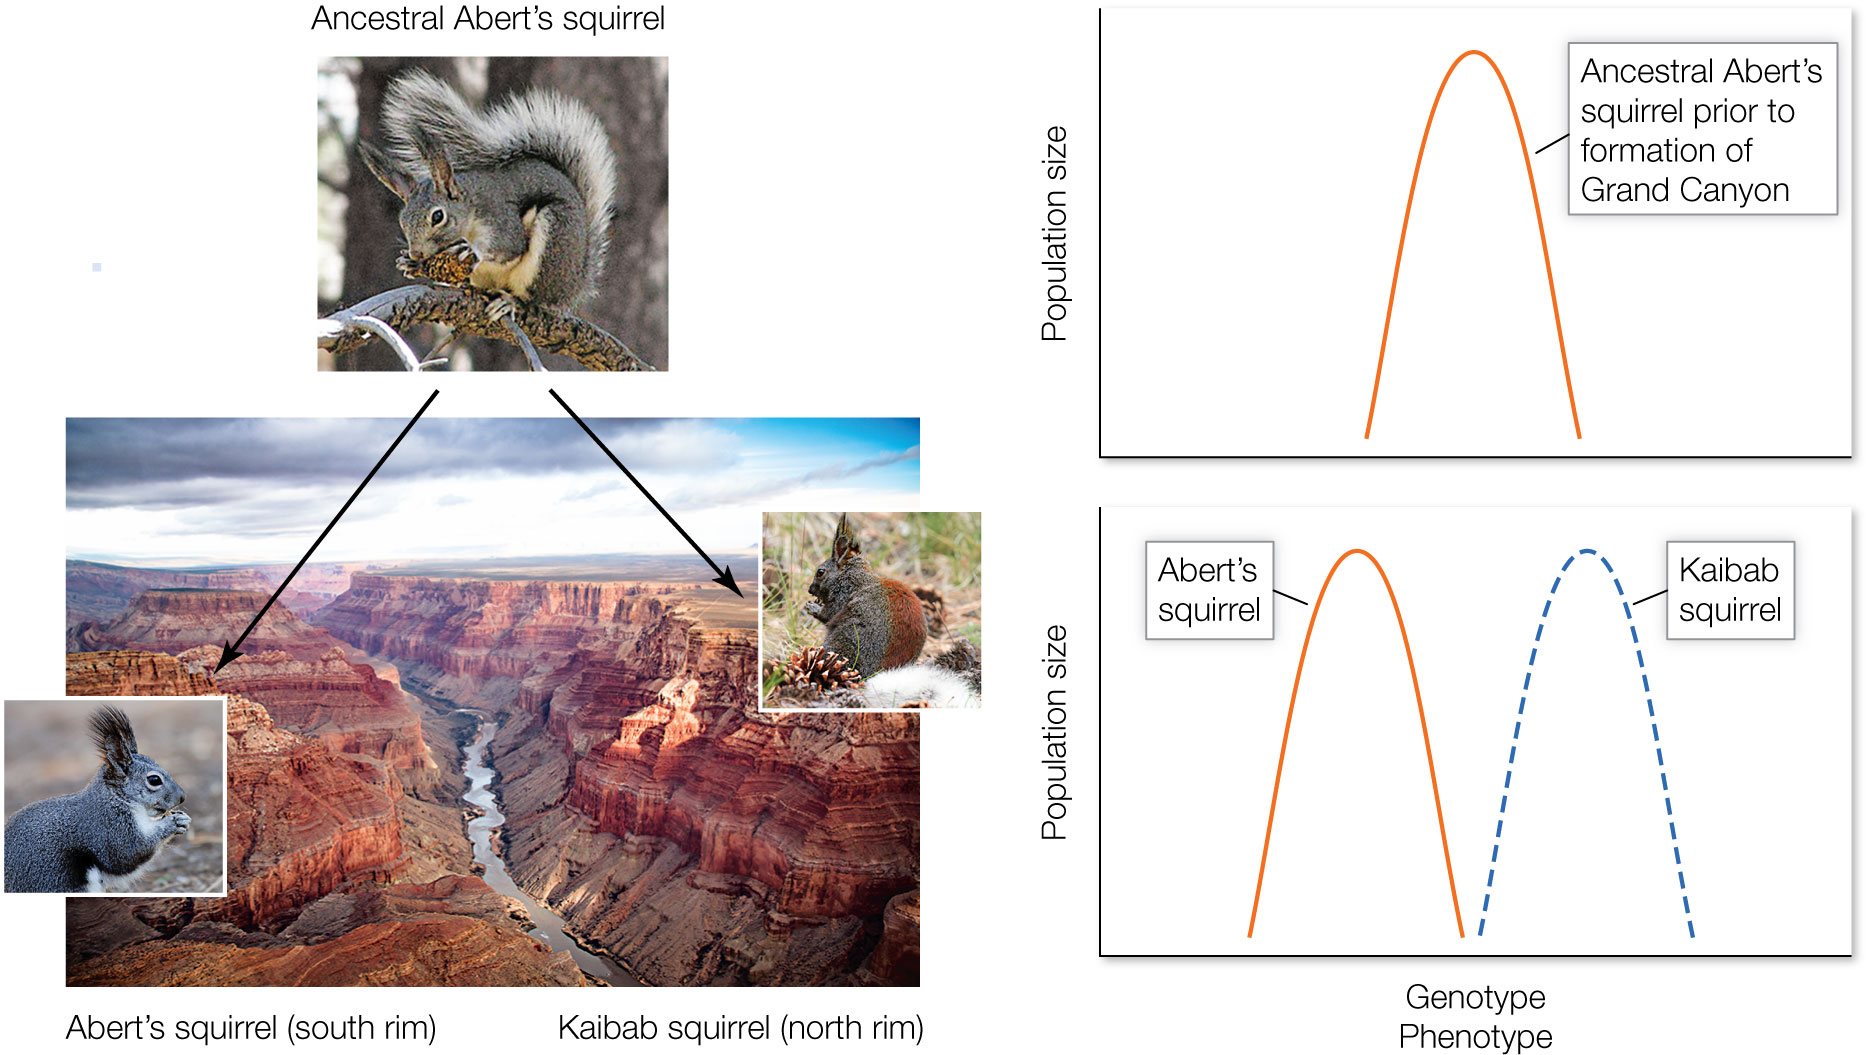 Ancestral Abert’s squirrel
Abert’s squirrel (south rim)
Kaibab squirrel (north rim)
Population size
Ancestral Abert’s
squirrel prior to
formation of
Grand Canyon
Population size
Abert’s
squirrel
Kaibab
squirrel
Genotype
Phenotype